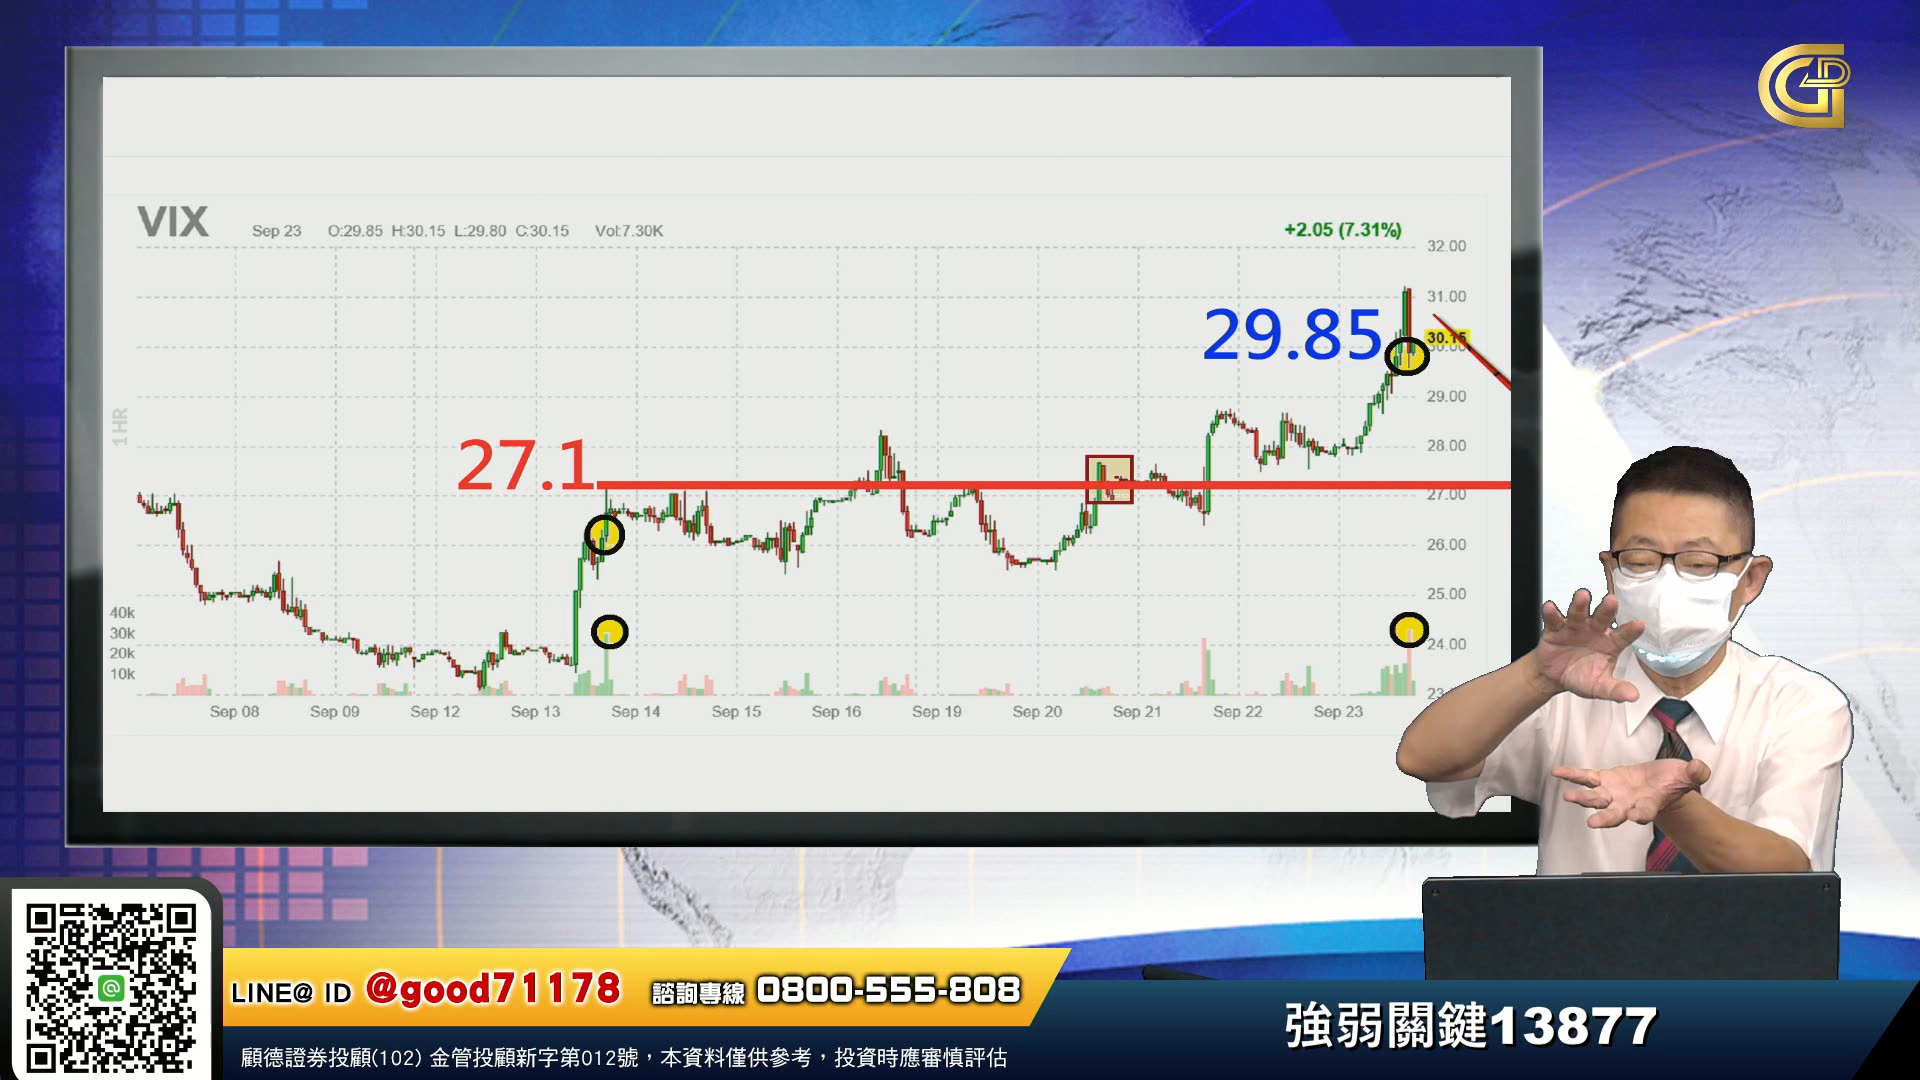 VIX
Sep 23 O:29.85 H:30.15 L:29.80 C:30.15 Vol:7.30K
+2.05 (7.31%)
32.00
31.00
29.85
30.15
30.00
29.00
1HR
28.00
27.1
27.00
26.00
25.00
40k
30k
24.00
20k
10k
Sep 08 Sep 09 Sep 12 Sep 13 Sep 14 Sep 15 Sep 16 Sep 19 Sep 20 Sep 21 Sep 22 Sep 23
LINE@ ID @good71178 諮詢專線 0800-555-808
強弱關鍵13877
顧德證券投顧(102) 金管投顧新字第012號，本資料僅供參考，投資時應審慎評估